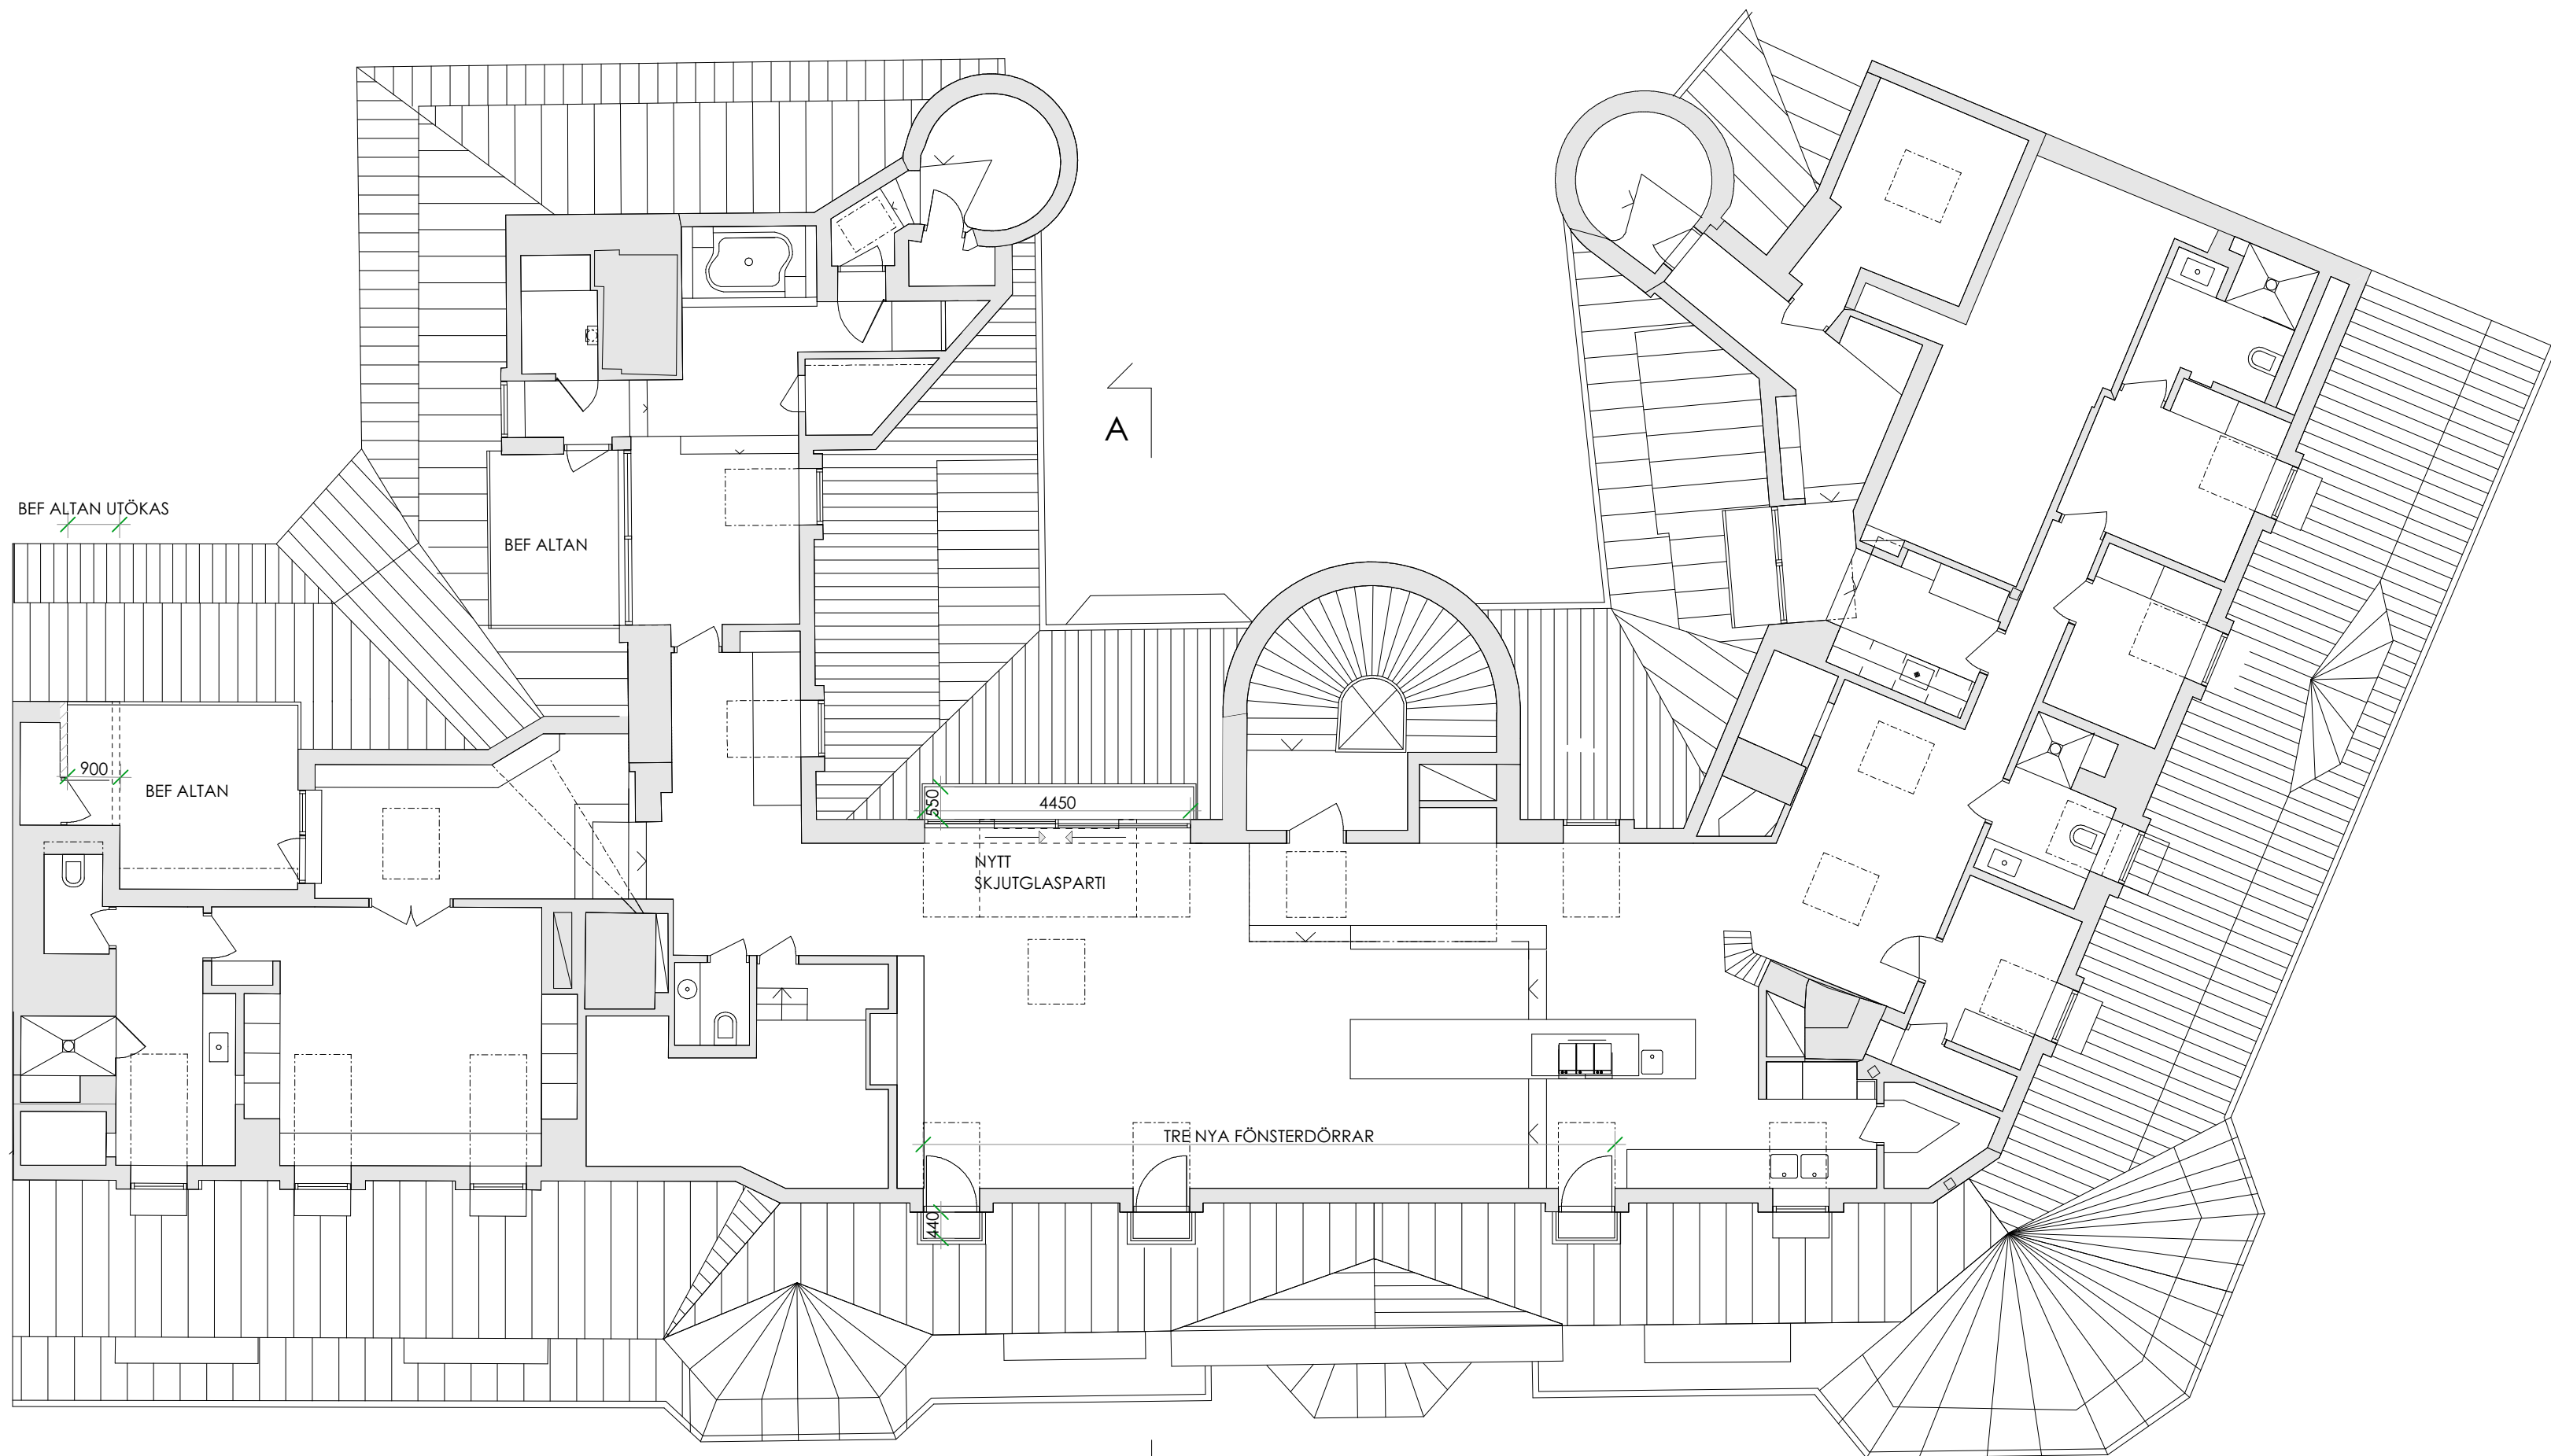 A
BEF ALTAN UTÖKAS
BEF ALTAN
900
BEF ALTAN
550
4450
NYTT
SKJUTGLASPARTI
TRE NYA FÖNSTERDÖRRAR
440